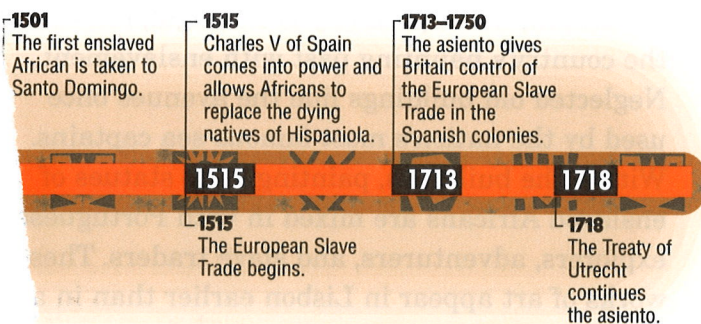 1501
The first enslaved
African is taken to
Santo Domingo.
1515
Charles V of Spain
comes into power and
allows Africans to
replace the dying
natives of Hispaniola.
1713–1750
The asiento gives
Britain control of
the European Slave
Trade in the
Spanish colonies.
1515
1713
1718
1515
The European Slave
Trade begins.
1718
The Treaty of
Utrecht
continues
the asiento.